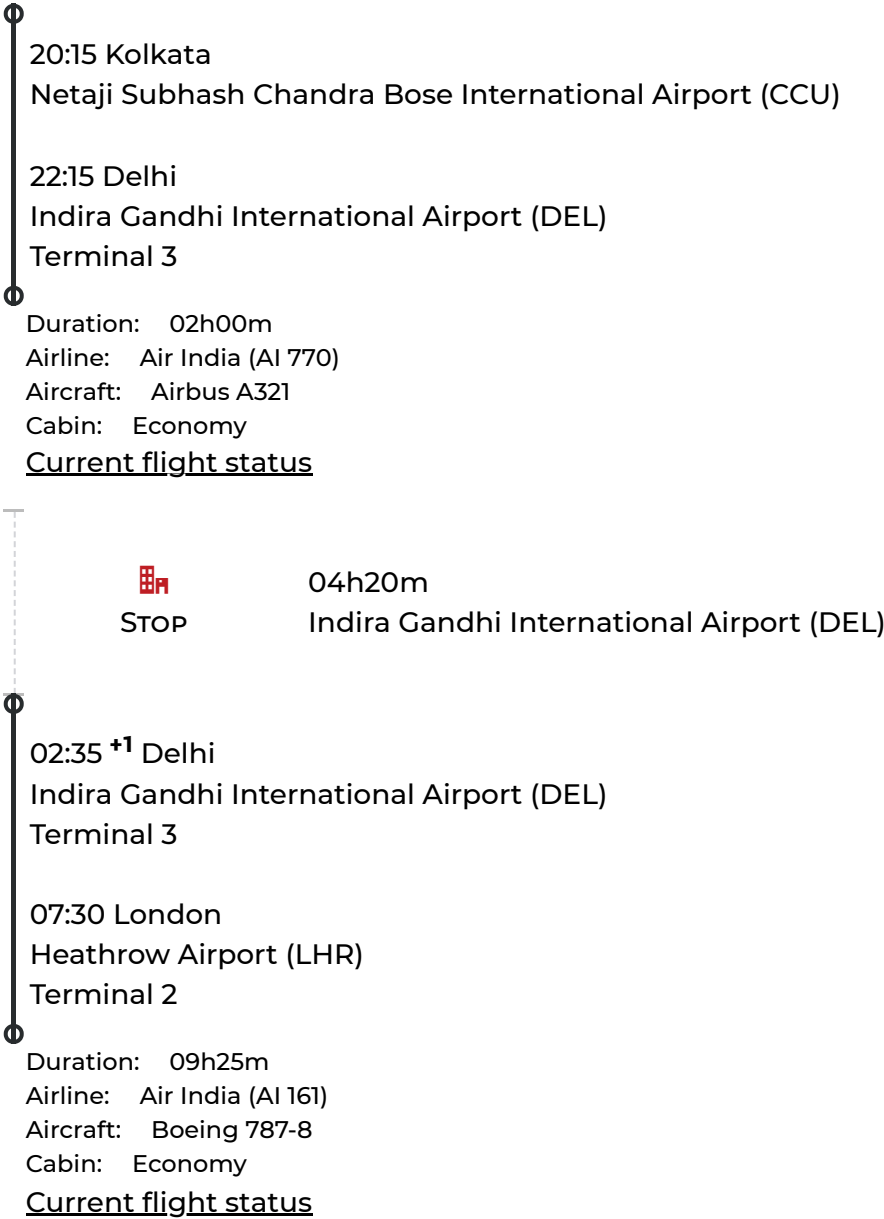 20:15 Kolkata
Netaji Subhash Chandra Bose International Airport (CCU)
22:15 Delhi
Indira Gandhi International Airport (DEL)
Terminal 3
Duration: 02h00m
Airline: Air India (AI 770)
Aircraft: Airbus A321
Cabin: Economy
Current flight status
04h20m
STOP Indira Gandhi International Airport (DEL)
02:35 +1 Delhi
Indira Gandhi International Airport (DEL)
Terminal 3
07:30 London
Heathrow Airport (LHR)
Terminal 2
Duration: 09h25m
Airline: Air India (AI 161)
Aircraft: Boeing 787-8
Cabin: Economy
Current flight status